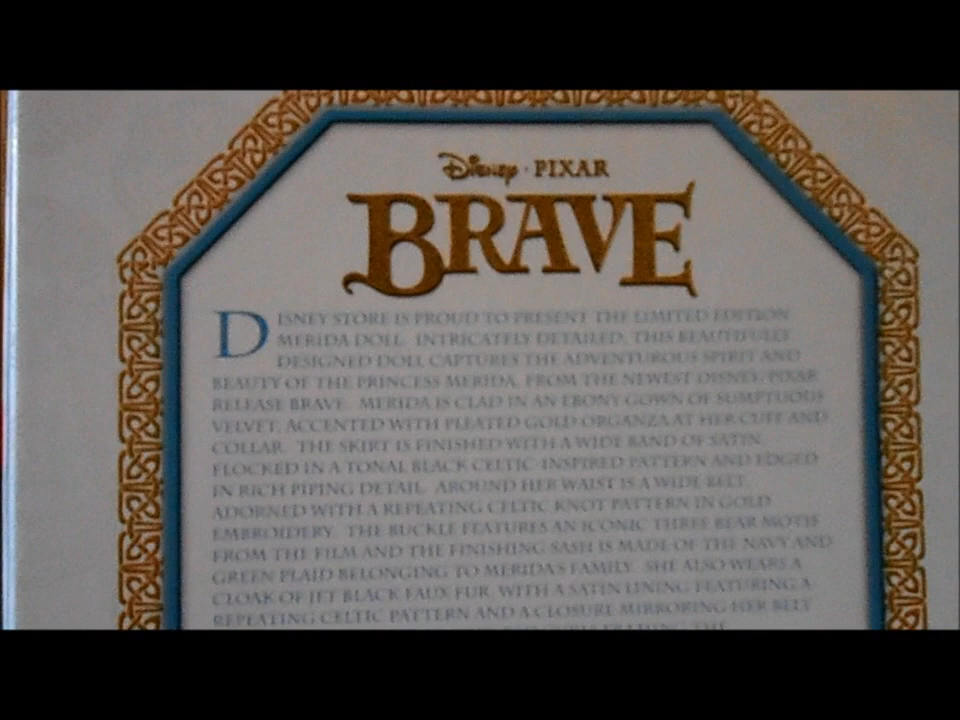 Disney · PIXAR
BRAVE
DISNEY STORE IS PROUD TO PRESENT THE LIMITED EDITION
MERIDA DOLL. INTRICATELY DETAILED, THIS BEAUTIFULLY
DESIGNED DOLL CAPTURES THE ADVENTUROUS SPIRIT AND
BEAUTY OF THE PRINCESS MERIDA, FROM THE NEWEST DISNEY/PIXAR
RELEASE BRAVE. MERIDA IS CLAD IN AN EBONY GOWN OF SUMPTUOUS
VELVET, ACCENTED WITH PLEATED GOLD ORGANZA AT HER CUFF AND
COLLAR. THE SKIRT IS FINISHED WITH A WIDE BAND OF SATIN,
FLOCKED IN A TONAL BLACK CELTIC-INSPIRED PATTERN AND EDGED
IN RICH PIPING DETAIL. AROUND HER WAIST IS A WIDE BELT,
ADORNED WITH A REPEATING CELTIC KNOT PATTERN IN GOLD
EMBROIDERY. THE BUCKLE FEATURES AN ICONIC THREE BEAR MOTIF
FROM THE FILM AND THE FINISHING SASH IS MADE OF THE NAVY AND
GREEN PLAID BELONGING TO MERIDA'S FAMILY. SHE ALSO WEARS A
CLOAK OF JET BLACK FAUX FUR, WITH A SATIN LINING FEATURING A
REPEATING CELTIC PATTERN AND A CLOSURE MIRRORING HER BELT